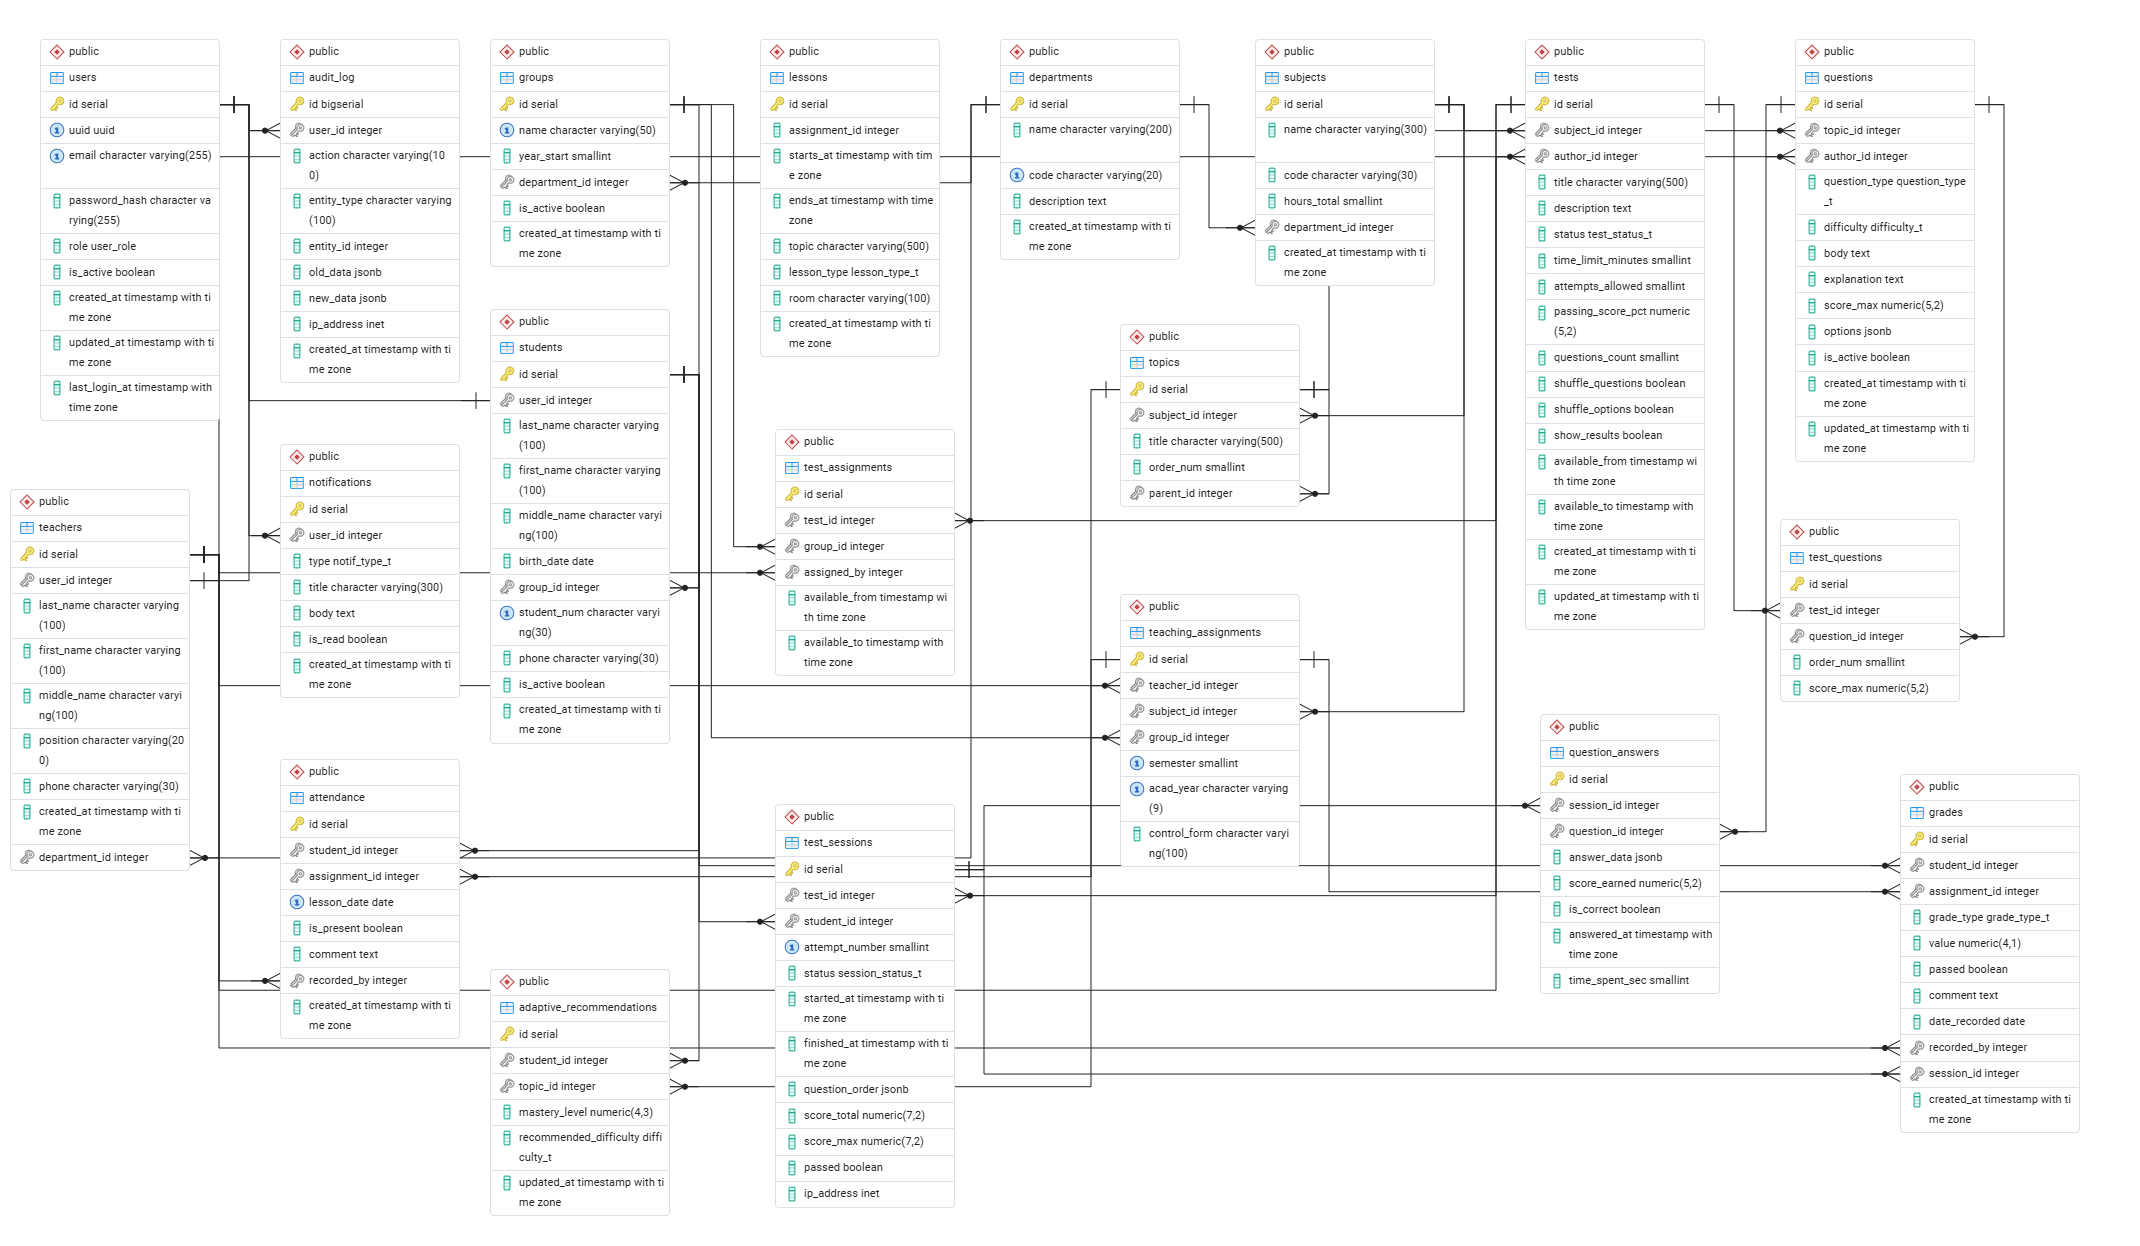 public
users
id serial
uuid uuid
email character varying(255)
password_hash character va
rying(255)
role user_role
is_active boolean
created_at timestamp with ti
me zone
updated_at timestamp with ti
me zone
last_login_at timestamp with
time zone
public
audit_log
id bigserial
user_id integer
action character varying(10
0)
entity_type character varying
(100)
entity_id integer
old_data jsonb
new_data jsonb
ip_address inet
created_at timestamp with ti
me zone
public
groups
id serial
name character varying(50)
year_start smallint
department_id integer
is_active boolean
created_at timestamp with ti
me zone
public
lessons
id serial
assignment_id integer
starts_at timestamp with tim
e zone
ends_at timestamp with time
zone
topic character varying(500)
lesson_type lesson_type_t
room character varying(100)
created_at timestamp with ti
me zone
public
departments
id serial
name character varying(200)
code character varying(20)
description text
created_at timestamp with ti
me zone
public
subjects
id serial
name character varying(300)
code character varying(30)
hours_total smallint
department_id integer
created_at timestamp with ti
me zone
public
tests
id serial
subject_id integer
author_id integer
title character varying(500)
description text
status test_status_t
time_limit_minutes smallint
attempts_allowed smallint
passing_score_pct numeric
(5,2)
questions_count smallint
shuffle_questions boolean
shuffle_options boolean
show_results boolean
available_from timestamp wi
th time zone
available_to timestamp with
time zone
created_at timestamp with ti
me zone
updated_at timestamp with ti
me zone
public
questions
id serial
topic_id integer
author_id integer
question_type question_type
_t
difficulty difficulty_t
body text
explanation text
score_max numeric(5,2)
options jsonb
is_active boolean
created_at timestamp with ti
me zone
updated_at timestamp with ti
me zone
public
students
id serial
user_id integer
last_name character varying
(100)
first_name character varying
(100)
middle_name character varyi
ng(100)
birth_date date
group_id integer
student_num character varyi
ng(30)
phone character varying(30)
is_active boolean
created_at timestamp with ti
me zone
public
topics
id serial
subject_id integer
title character varying(500)
order_num smallint
parent_id integer
public
test_assignments
id serial
test_id integer
group_id integer
assigned_by integer
available_from timestamp wi
th time zone
available_to timestamp with
time zone
public
notifications
id serial
user_id integer
type notif_type_t
title character varying(300)
body text
is_read boolean
created_at timestamp with ti
me zone
public
teachers
id serial
user_id integer
last_name character varying
(100)
first_name character varying
(100)
middle_name character varyi
ng(100)
position character varying(20
0)
phone character varying(30)
created_at timestamp with ti
me zone
department_id integer
public
test_questions
id serial
test_id integer
question_id integer
order_num smallint
score_max numeric(5,2)
public
teaching_assignments
id serial
teacher_id integer
subject_id integer
group_id integer
semester smallint
acad_year character varying
(9)
control_form character varyi
ng(100)
public
question_answers
id serial
session_id integer
question_id integer
answer_data jsonb
score_earned numeric(5,2)
is_correct boolean
answered_at timestamp with
time zone
time_spent_sec smallint
public
attendance
id serial
student_id integer
assignment_id integer
lesson_date date
is_present boolean
comment text
recorded_by integer
created_at timestamp with ti
me zone
public
grades
id serial
student_id integer
assignment_id integer
grade_type grade_type_t
value numeric(4,1)
passed boolean
comment text
date_recorded date
recorded_by integer
session_id integer
created_at timestamp with ti
me zone
public
test_sessions
id serial
test_id integer
student_id integer
attempt_number smallint
status session_status_t
started_at timestamp with ti
me zone
finished_at timestamp with ti
me zone
question_order jsonb
score_total numeric(7,2)
score_max numeric(7,2)
passed boolean
ip_address inet
public
adaptive_recommendations
id serial
student_id integer
topic_id integer
mastery_level numeric(4,3)
recommended_difficulty diffi
culty_t
updated_at timestamp with ti
me zone